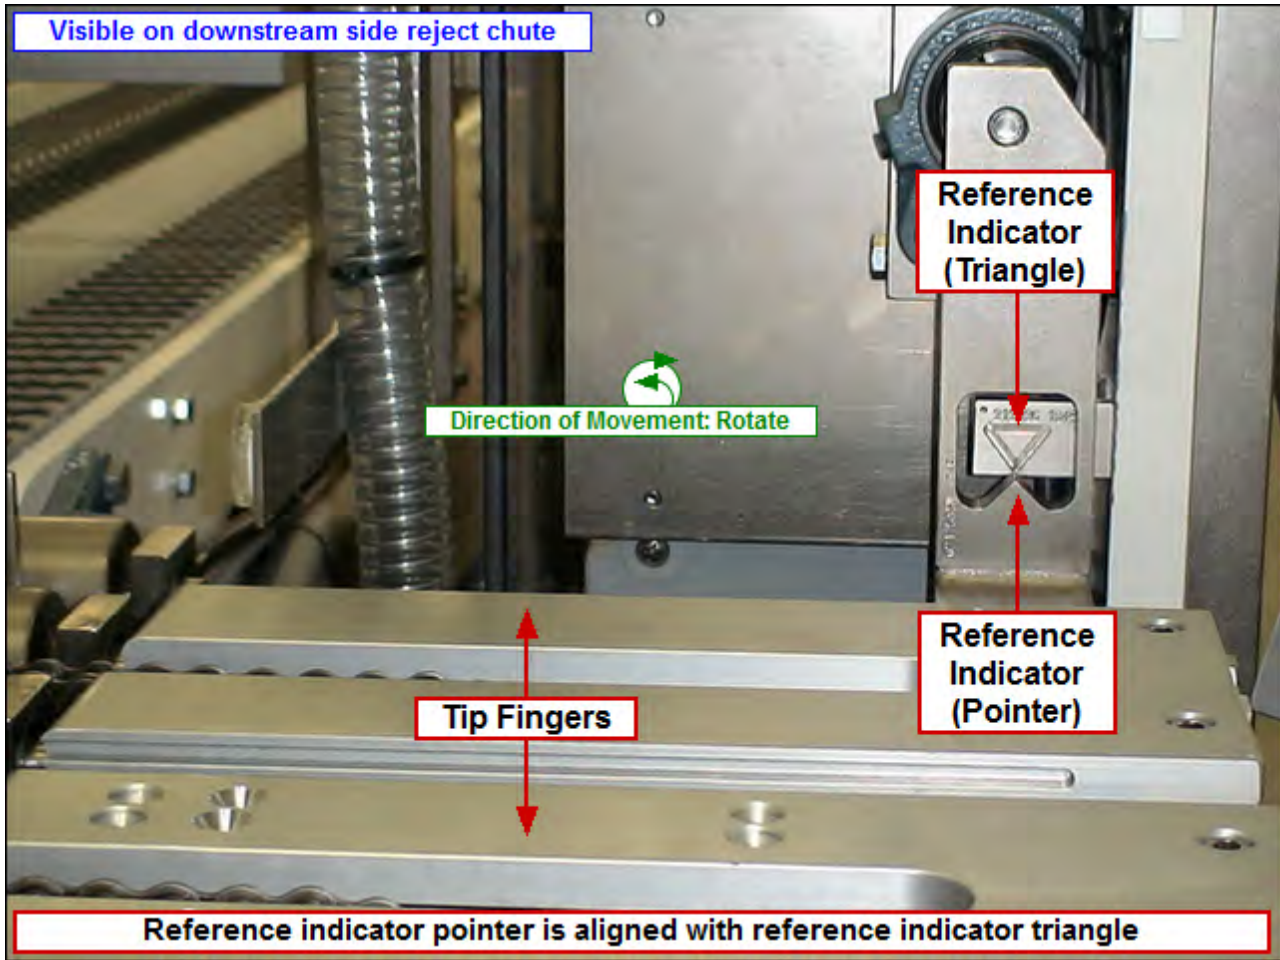 Visible on downstream side reject chute
Reference
Indicator
(Triangle)
Direction of Movement: Rotate
Reference
Indicator
(Pointer)
Tip Fingers
Reference indicator pointer is aligned with reference indicator triangle